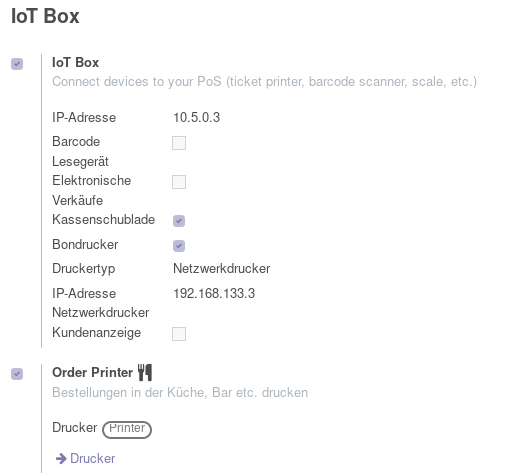 IoT Box
IoT Box
Connect devices to your PoS (ticket printer, barcode scanner, scale, etc.)
IP-Adresse 10.5.0.3
Barcode
Lesegerät
Elektronische
Verkäufe
Kassenschublade
Bondrucker
Druckertyp Netzwerkdrucker
IP-Adresse 192.168.133.3
Netzwerkdrucker
Kundenanzeige
Order Printer
Bestellungen in der Küche, Bar etc. drucken
Drucker Printer
Drucker